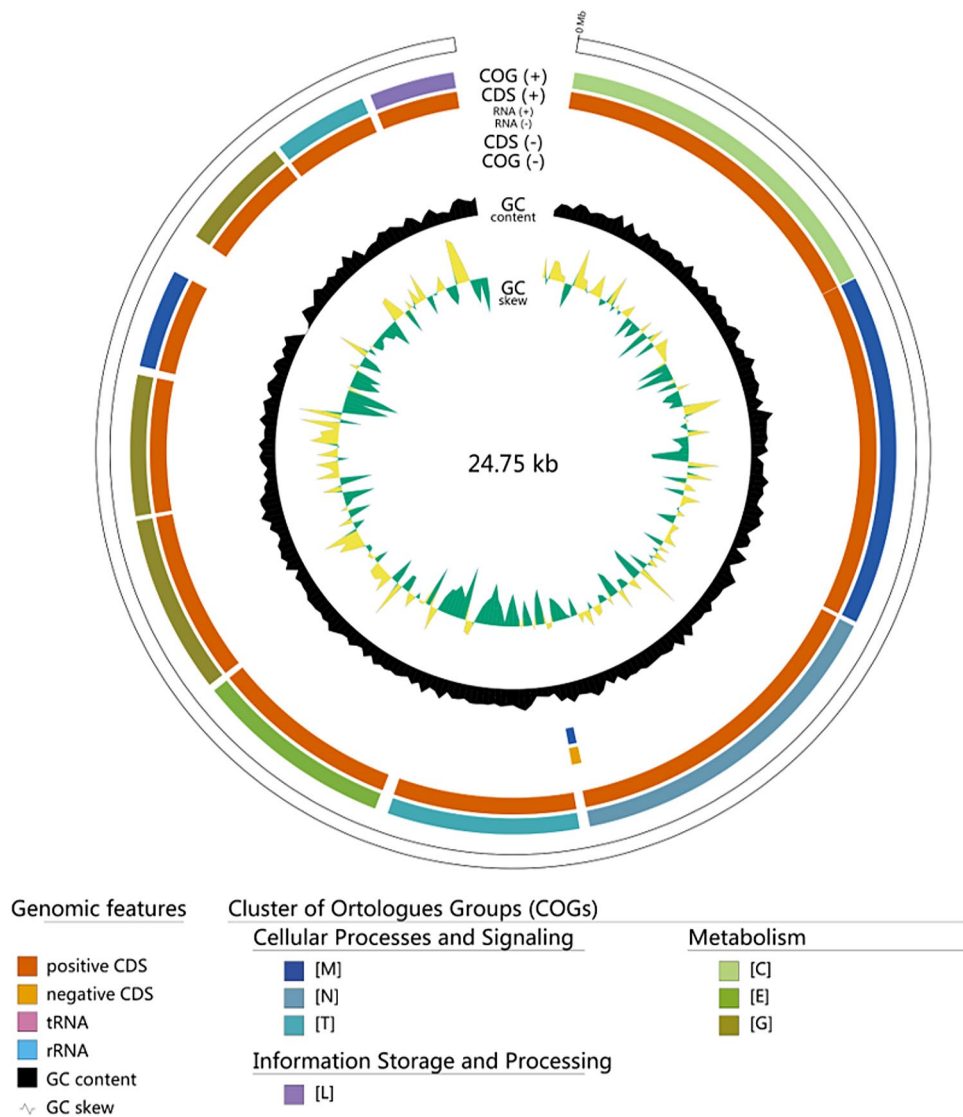 0 Mb
COG (+)
CDS (+)
RNA (+)
RNA (-)
CDS (-)
COG (-)
GC
content
GC
skew
24.75 kb
Genomic features
positive CDS
negative CDS
tRNA
rRNA
GC content
GC skew
Cluster of Ortologues Groups (COGs)
Cellular Processes and Signaling
[M]
[N]
[T]
Information Storage and Processing
[L]
Metabolism
[C]
[E]
[G]